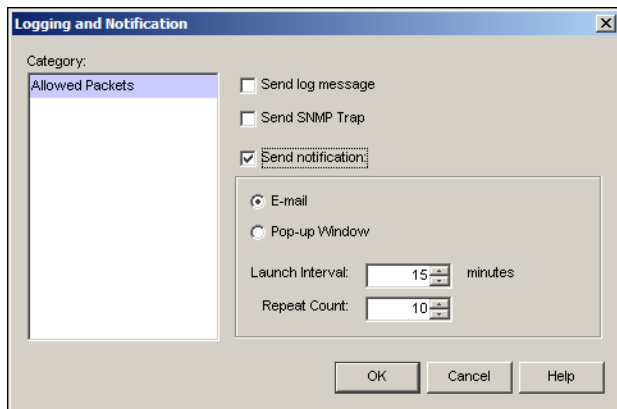 Logging and Notification
Category:
Allowed Packets
Send log message
Send SNMP Trap
Send notification:
E-mail
Pop-up Window
Launch Interval: 15 minutes
Repeat Count: 10
OK Cancel Help